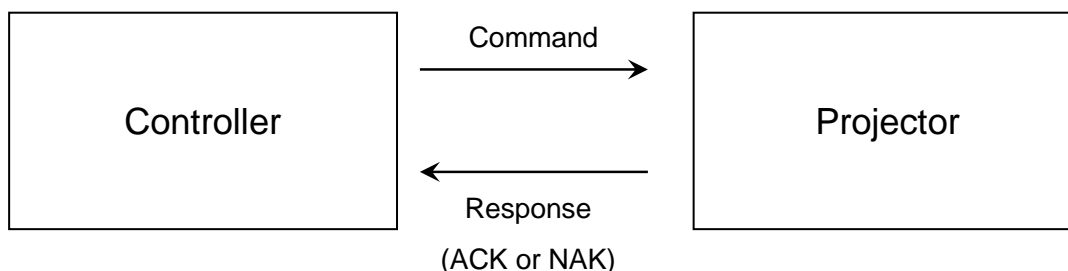 Command
Controller
Projector
Response
(ACK or NAK)